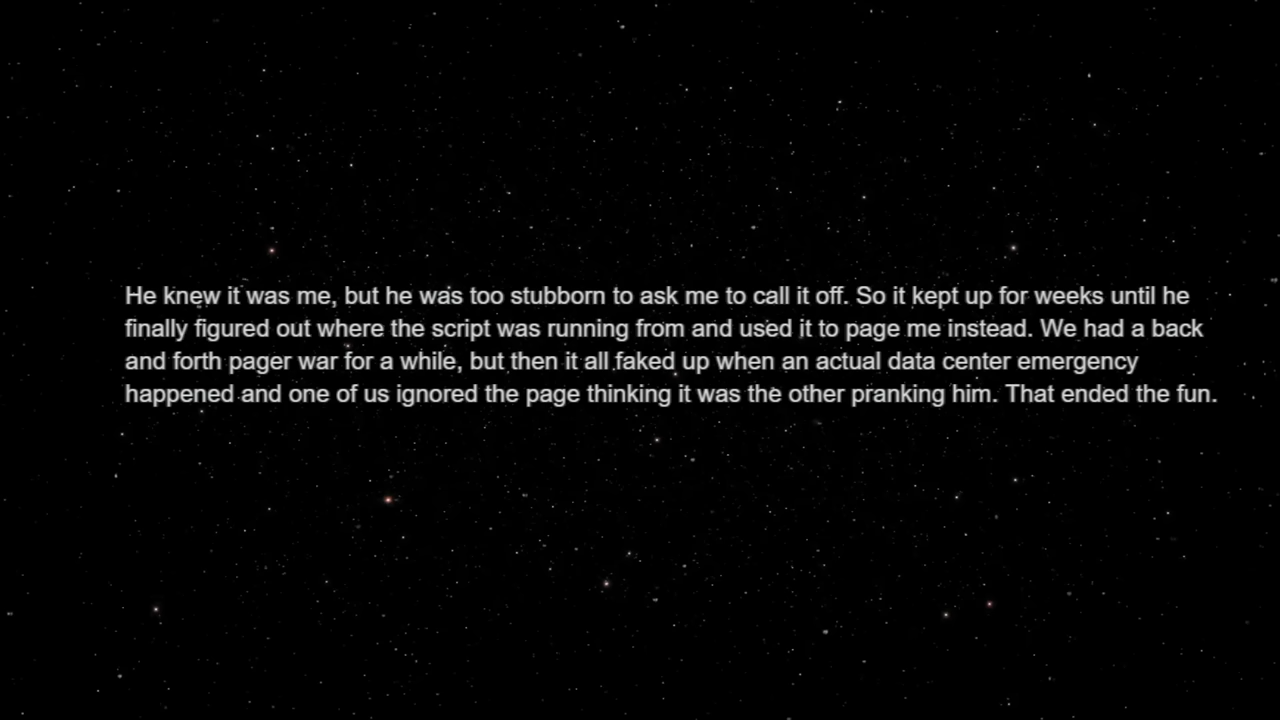 He knew it was me, but he was too stubborn to ask me to call it off. So it kept up for weeks until he
finally figured out where the script was running from and used it to page me instead. We had a back
and forth pager war for a while, but then it all faked up when an actual data center emergency
happened and one of us ignored the page thinking it was the other pranking him. That ended the fun.